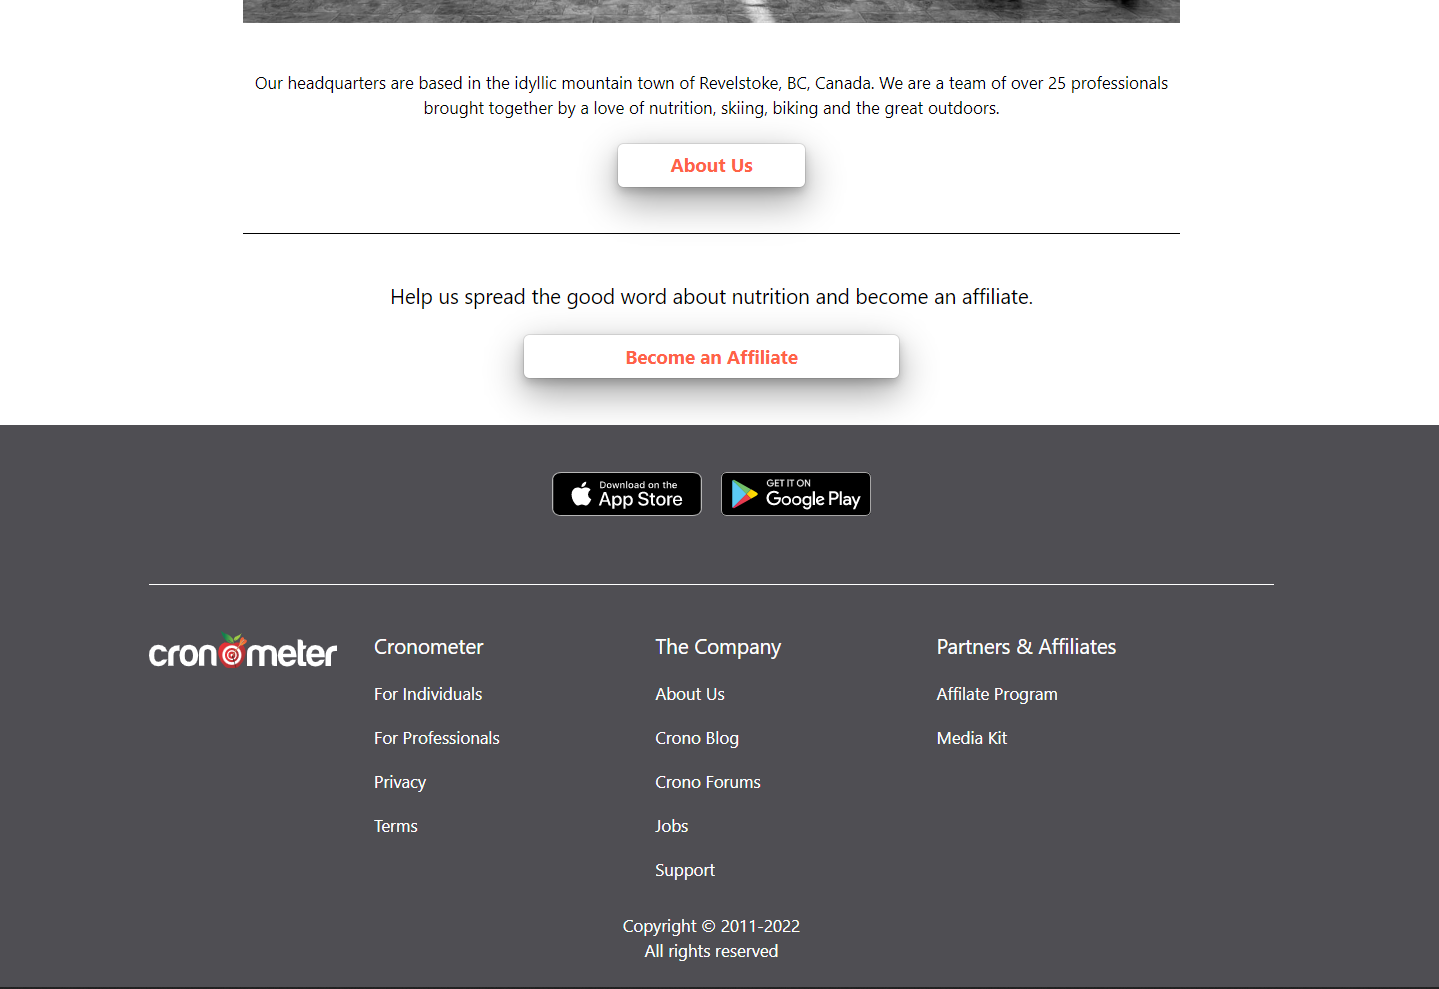 Our headquarters are based in the idyllic mountain town of Revelstoke, BC, Canada. We are a team of over 25 professionals
brought together by a love of nutrition, skiing, biking and the great outdoors.
About Us
Help us spread the good word about nutrition and become an affiliate.
Become an Affiliate
Download on the
App Store
GET IT ON
Google Play
cronometer
Cronometer
For Individuals
For Professionals
Privacy
Terms
The Company
About Us
Crono Blog
Crono Forums
Jobs
Support
Partners & Affiliates
Affilate Program
Media Kit
Copyright © 2011-2022
All rights reserved